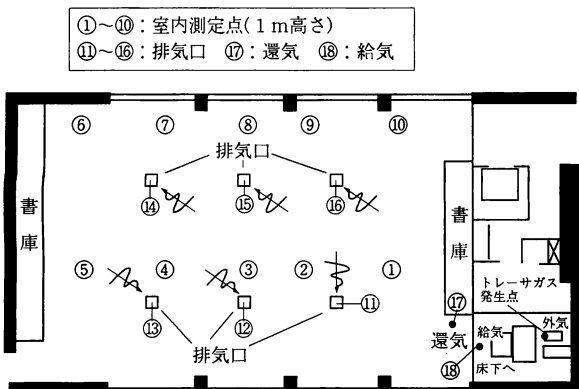 ①～⑩：室内測定点(１ｍ高さ)
⑪～⑯：排気口　⑰：還気　⑱：給気
⑥　⑦　⑧　⑨　⑩
排気口
⑭　⑮　⑯
書庫
書庫
⑤　④　③　②　①
⑬　⑫　⑪
排気口
トレーサガス
発生点
⑰
還気
給気
外気
⑱
床下へ